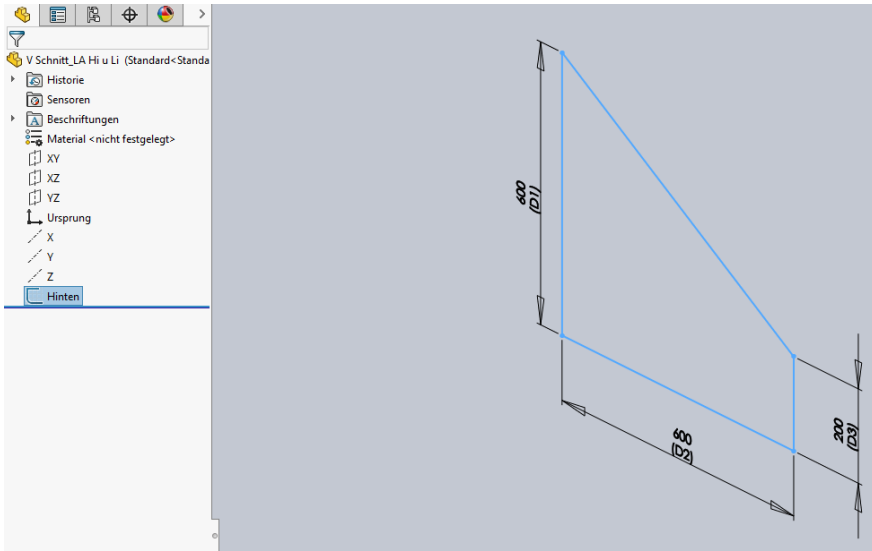 V Schnitt_LA Hi u Li (Standard<Standa
Historie
Sensoren
Beschriftungen
Material <nicht festgelegt>
XY
XZ
YZ
Ursprung
X
Y
Z
Hinten
600
(D1)
600
(D2)
200
(D3)